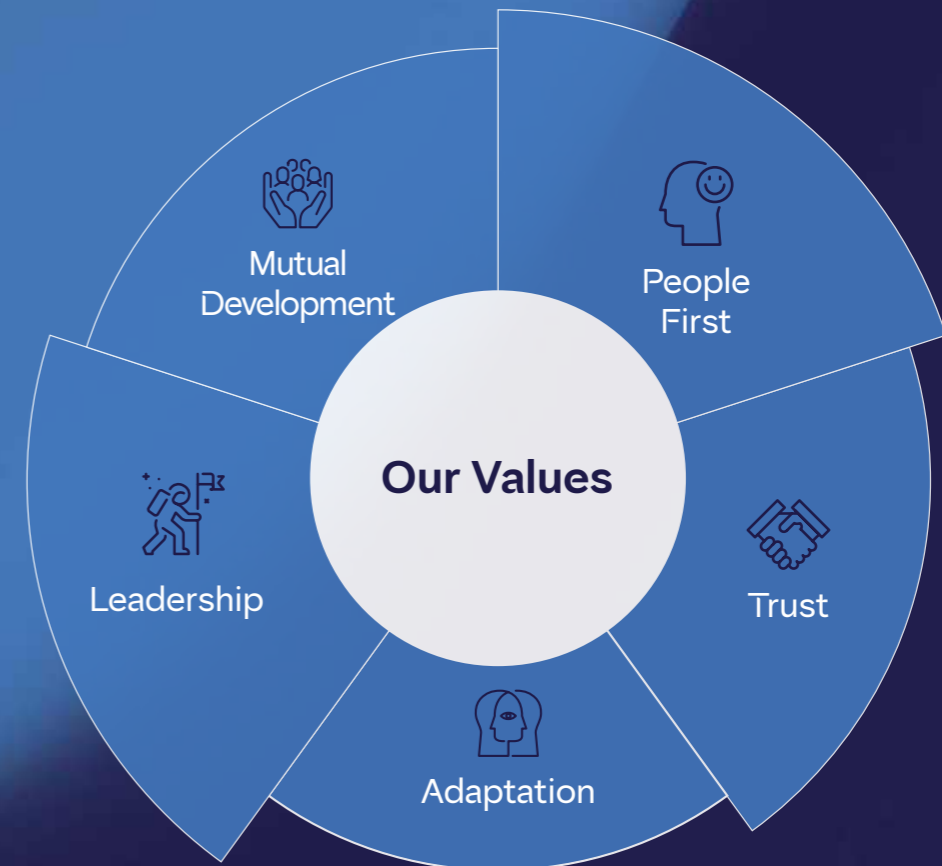 Mutual
Development
People
First
Our Values
Leadership
Trust
Adaptation